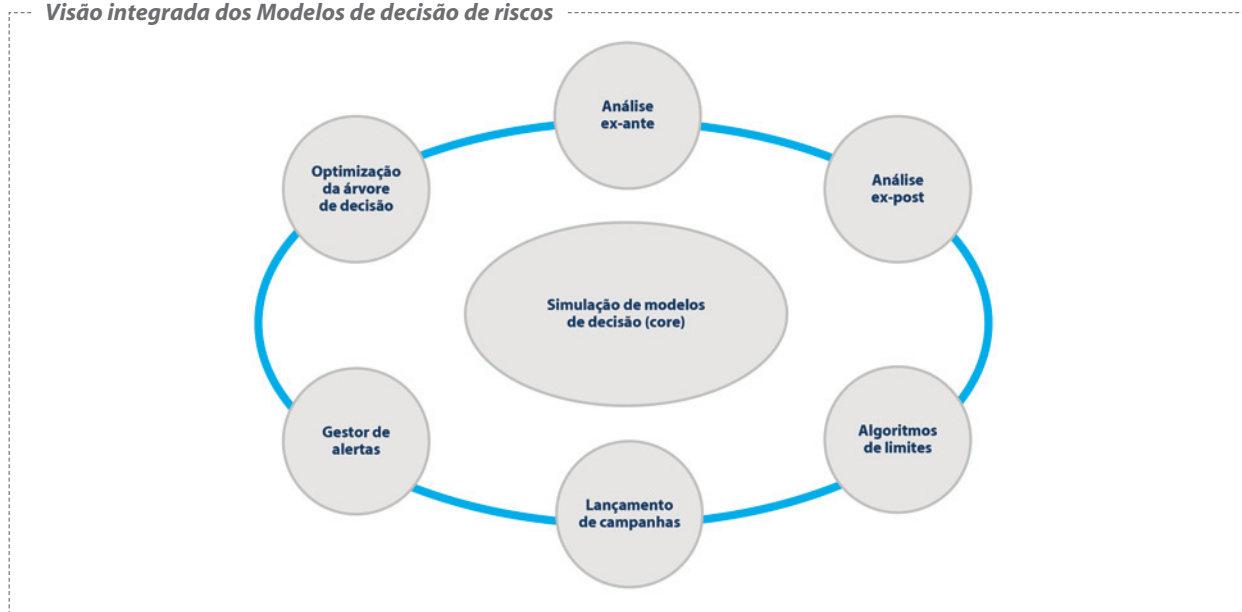 Visão integrada dos Modelos de decisão de riscos
Análise
ex-ante
Optimização
da árvore
de decisão
Análise
ex-post
Simulação de modelos
de decisão (core)
Gestor de
alertas
Algoritmos
de limites
Lançamento
de campanhas